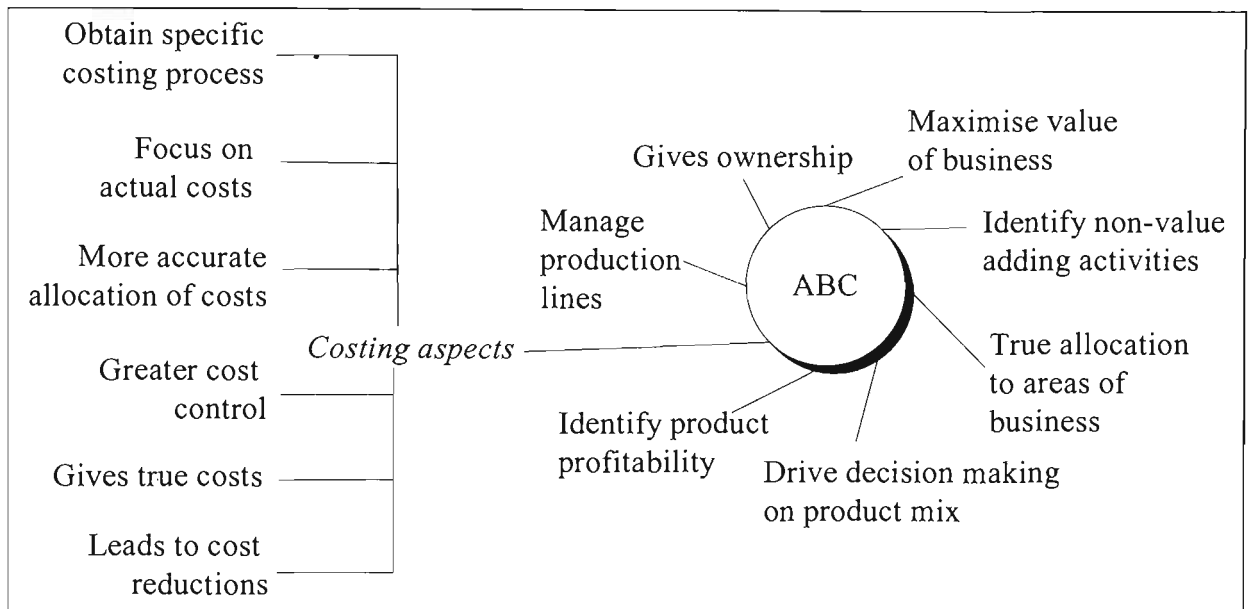 Obtain specific
costing process
Focus on
actual costs
More accurate
allocation of costs
Costing aspects
Greater cost
control
Gives true costs
Leads to cost
reductions
Gives ownership
Maximise value
of business
Manage
production
lines
Identify non-value
adding activities
ABC
True allocation
to areas of
business
Identify product
profitability
Drive decision making
on product mix